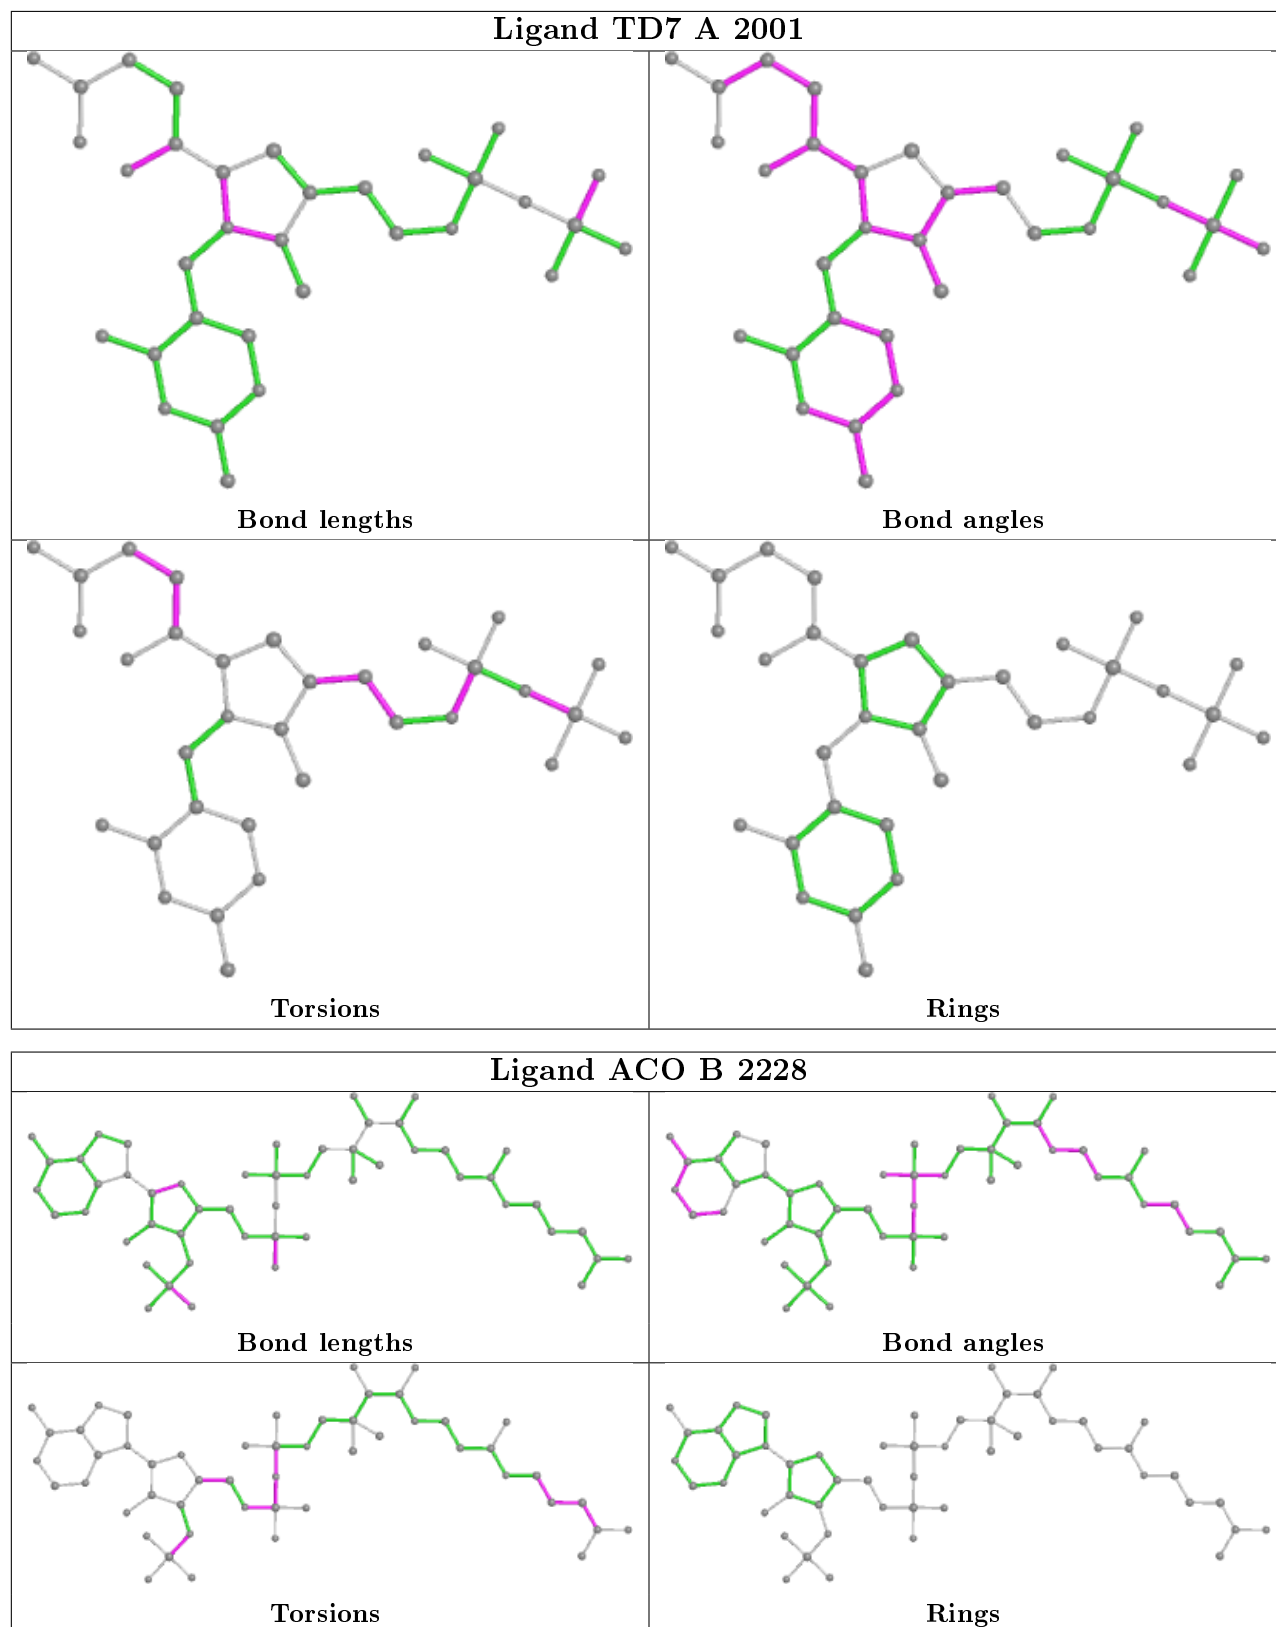 Ligand TD7 A 2001
Bond lengths
Bond angles
Torsions
Rings
Ligand ACO B 2228
Bond lengths
Bond angles
Torsions
Rings